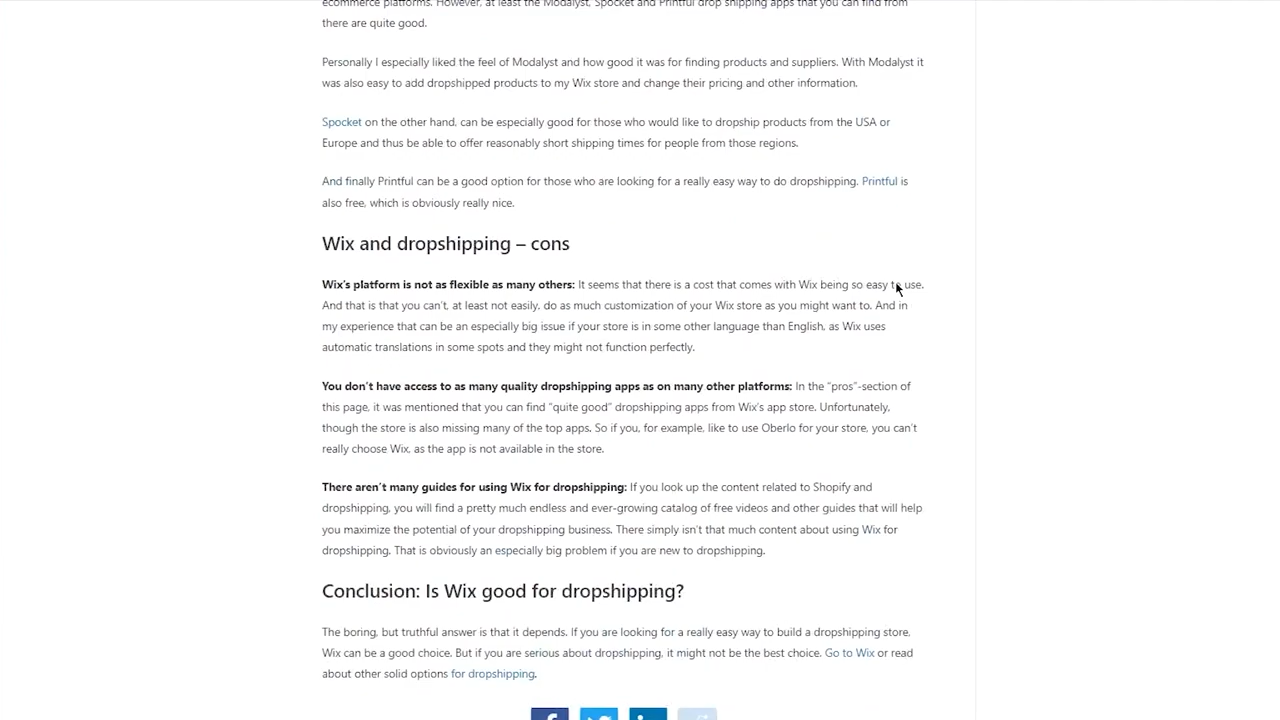 ecommerce platforms. However, at least the Modalyst, Spocket and Printful drop shipping apps that you can find from
there are quite good.
Personally I especially liked the feel of Modalyst and how good it was for finding products and suppliers. With Modalyst it
was also easy to add dropshipped products to my Wix store and change their pricing and other information.
Spocket on the other hand, can be especially good for those who would like to dropship products from the USA or
Europe and thus be able to offer reasonably short shipping times for people from those regions.
And finally Printful can be a good option for those who are looking for a really easy way to do dropshipping. Printful is
also free, which is obviously really nice.
Wix and dropshipping – cons
Wix's platform is not as flexible as many others: It seems that there is a cost that comes with Wix being so easy to use.
And that is that you can't, at least not easily, do as much customization of your Wix store as you might want to. And in
my experience that can be an especially big issue if your store is in some other language than English, as Wix uses
automatic translations in some spots and they might not function perfectly.
You don't have access to as many quality dropshipping apps as on many other platforms: In the "pros"-section of
this page, it was mentioned that you can find "quite good" dropshipping apps from Wix's app store. Unfortunately,
though the store is also missing many of the top apps. So if you, for example, like to use Oberlo for your store, you can't
really choose Wix, as the app is not available in the store.
There aren't many guides for using Wix for dropshipping: If you look up the content related to Shopify and
dropshipping, you will find a pretty much endless and ever-growing catalog of free videos and other guides that will help
you maximize the potential of your dropshipping business. There simply isn't that much content about using Wix for
dropshipping. That is obviously an especially big problem if you are new to dropshipping.
Conclusion: Is Wix good for dropshipping?
The boring, but truthful answer is that it depends. If you are looking for a really easy way to build a dropshipping store,
Wix can be a good choice. But if you are serious about dropshipping, it might not be the best choice. Go to Wix or read
about other solid options for dropshipping.